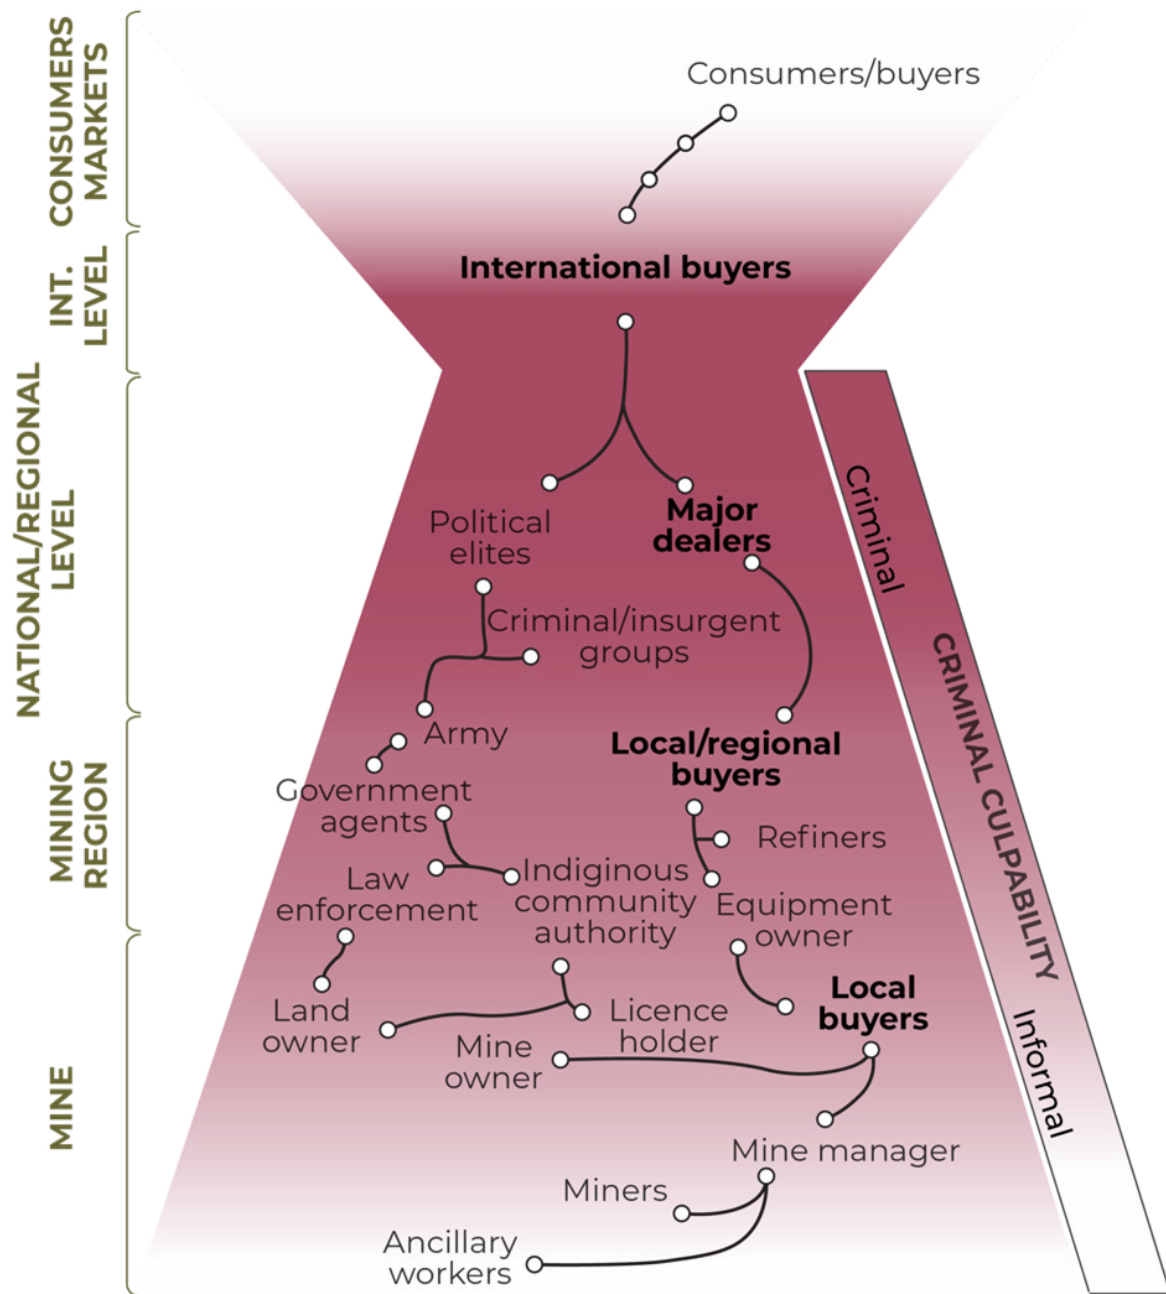 CONSUMERS
MARKETS
INT.
LEVEL
NATIONAL/REGIONAL
LEVEL
MINING
REGION
MINE
Consumers/buyers
International buyers
Political
elites
Major
dealers
Criminal/insurgent
groups
Army
Local/regional
buyers
Government
agents
Refiners
Law
enforcement
Indiginous
community
authority
Equipment
owner
Land
owner
Licence
holder
Local
buyers
Mine
owner
Mine manager
Miners
Ancillary
workers
Criminal
CRIMINAL CULPABILITY
Informal